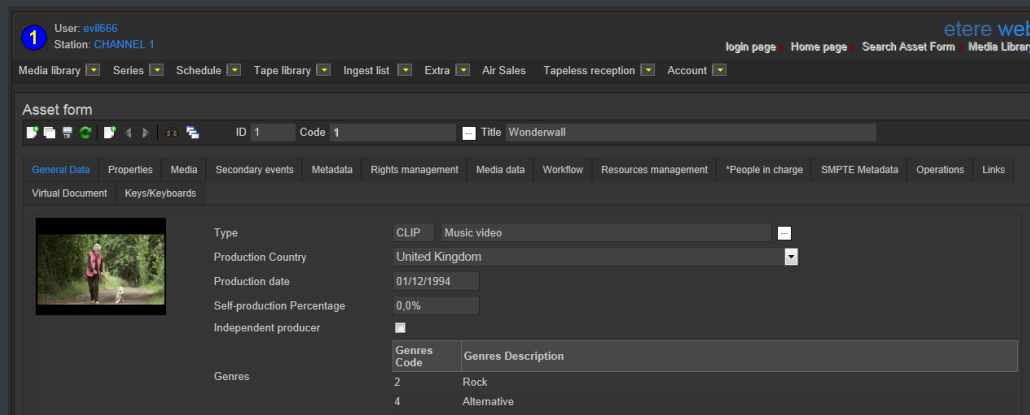 1
User: evil666
Station: CHANNEL 1
etere web
login page Home page Search Asset Form Media Library
Media library Series Schedule Tape library Ingest list Extra Air Sales Tapeless reception Account
Asset form
ID 1 Code 1 ... Title Wonderwall
General Data Properties Media Secondary events Metadata Rights management Media data Workflow Resources management *People in charge SMPTE Metadata Operations Links
Virtual Document Keys/Keyboards
Type CLIP Music video ...
Production Country United Kingdom
Production date 01/12/1994
Self-production Percentage 0,0%
Independent producer
Genres Code Genres Description
Genres
2 Rock
4 Alternative